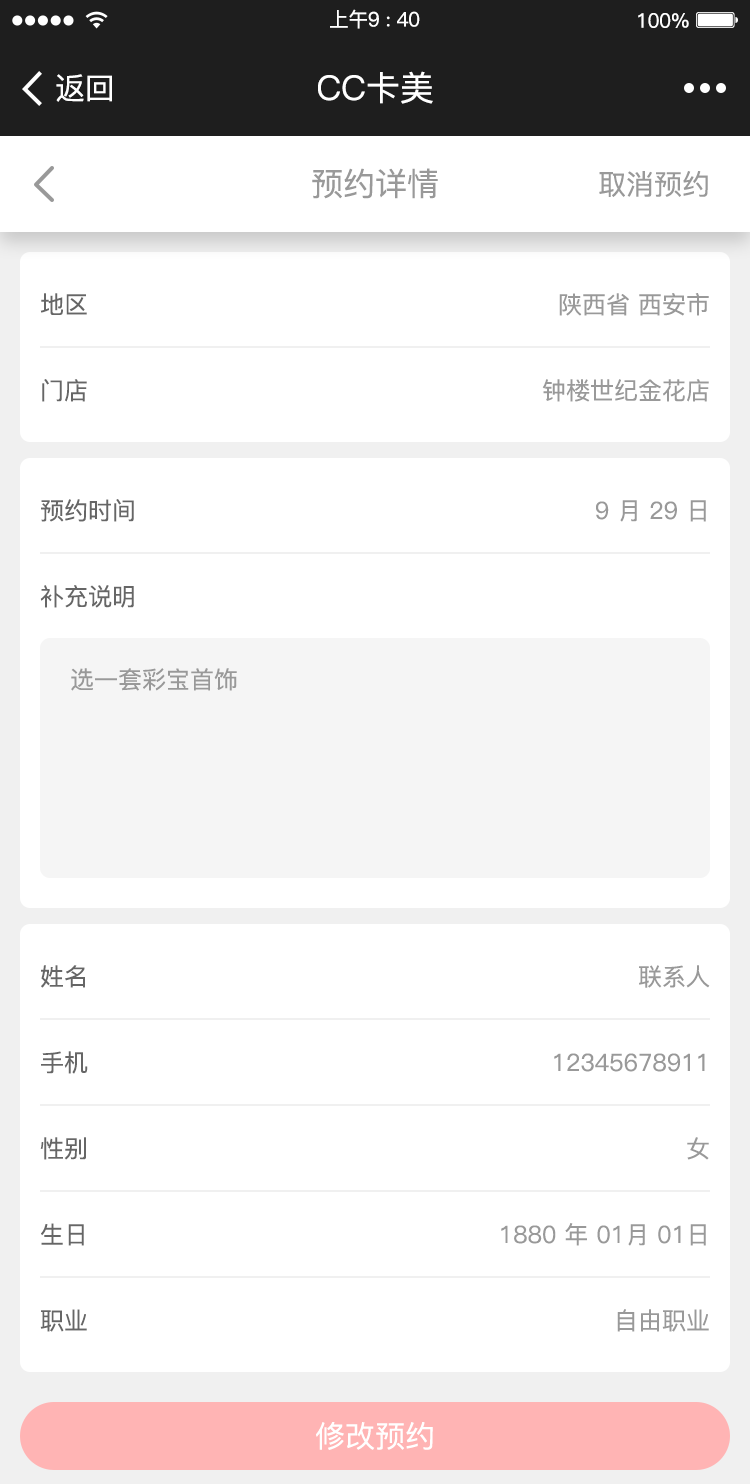 上午9 : 40
100%
返回
CC卡美
预约详情
取消预约
地区
陕西省 西安市
门店
钟楼世纪金花店
预约时间
9 月 29 日
补充说明
选一套彩宝首饰
姓名
联系人
手机
12345678911
性别
女
生日
1880 年 01月 01日
职业
自由职业
修改预约